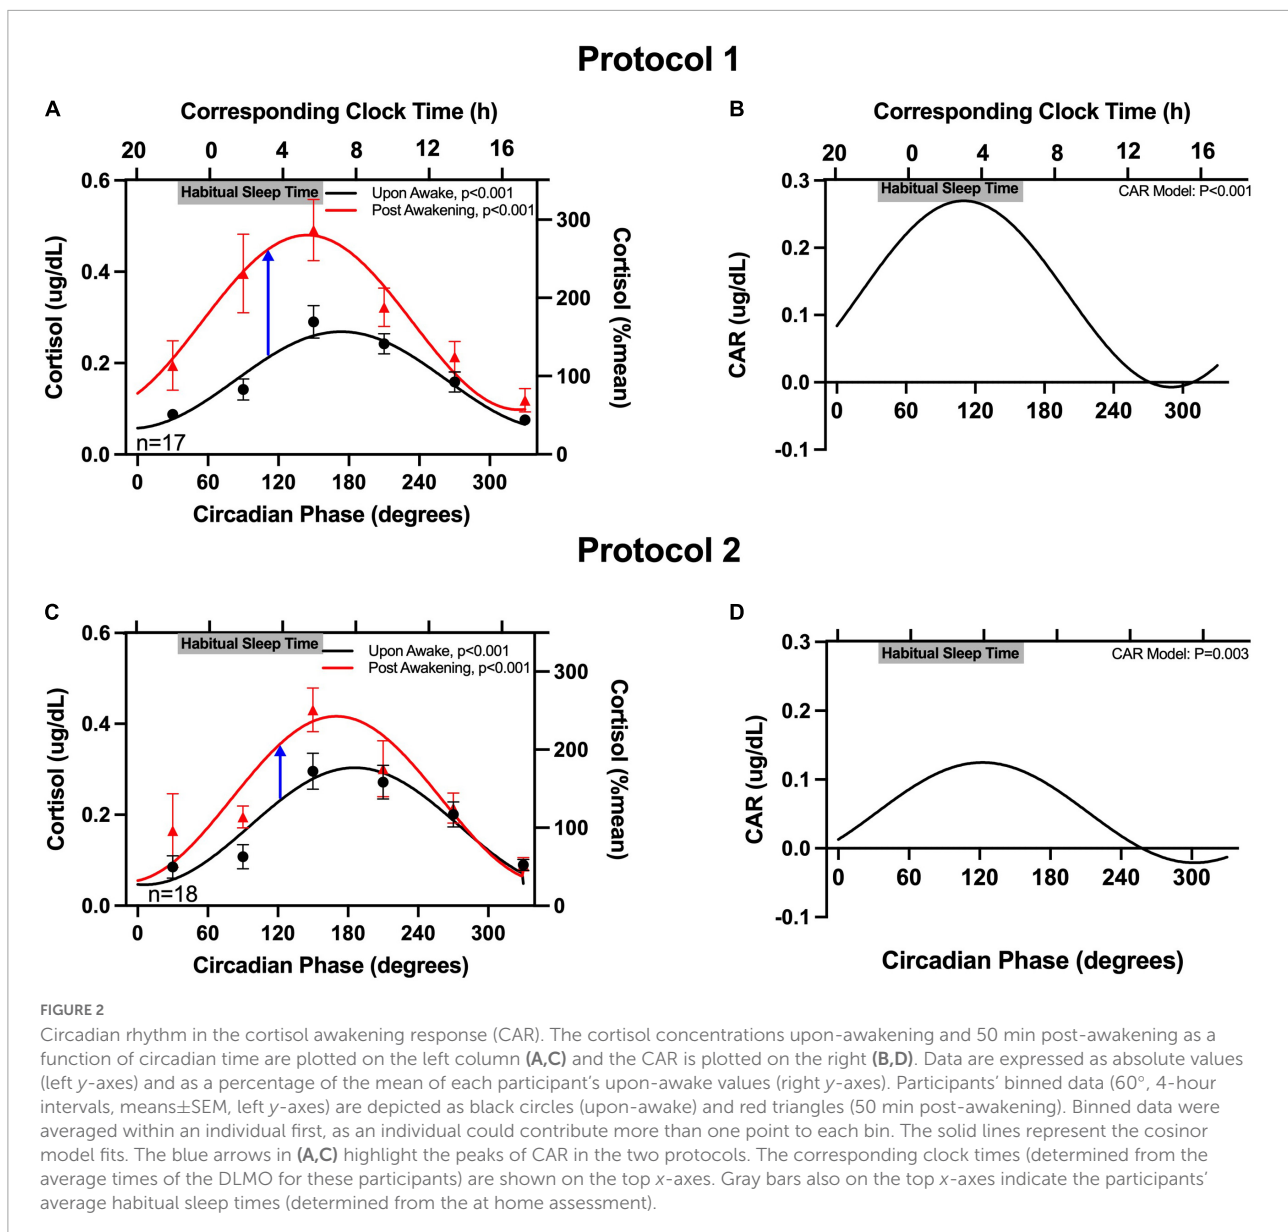 Protocol 1
A
Corresponding Clock Time (h)
20 0 4 8 12 16
0.6
0.4
0.2
0.0
Cortisol (ug/dL)
Habitual Sleep Time
Upon Awake, p<0.001
Post Awakening, p<0.001
300
200
100
0
Cortisol (%mean)
n=17
0 60 120 180 240 300
Circadian Phase (degrees)
B
Corresponding Clock Time (h)
20 0 4 8 12 16
0.3
0.2
0.1
0.0
-0.1
CAR (ug/dL)
Habitual Sleep Time
CAR Model: P<0.001
0 60 120 180 240 300
Protocol 2
C
0.6
0.4
0.2
0.0
Cortisol (ug/dL)
Habitual Sleep Time
Upon Awake, p<0.001
Post Awakening, p<0.001
300
200
100
0
Cortisol (%mean)
n=18
0 60 120 180 240 300
Circadian Phase (degrees)
D
0.3
0.2
0.1
0.0
-0.1
CAR (ug/dL)
Habitual Sleep Time
CAR Model: P=0.003
0 60 120 180 240 300
Circadian Phase (degrees)
FIGURE 2
Circadian rhythm in the cortisol awakening response (CAR). The cortisol concentrations upon-awakening and 50 min post-awakening as a
function of circadian time are plotted on the left column (A,C) and the CAR is plotted on the right (B,D). Data are expressed as absolute values
(left y-axes) and as a percentage of the mean of each participant's upon-awake values (right y-axes). Participants' binned data (60°, 4-hour
intervals, means±SEM, left y-axes) are depicted as black circles (upon-awake) and red triangles (50 min post-awakening). Binned data were
averaged within an individual first, as an individual could contribute more than one point to each bin. The solid lines represent the cosinor
model fits. The blue arrows in (A,C) highlight the peaks of CAR in the two protocols. The corresponding clock times (determined from the
average times of the DLMO for these participants) are shown on the top x-axes. Gray bars also on the top x-axes indicate the participants'
average habitual sleep times (determined from the at home assessment).